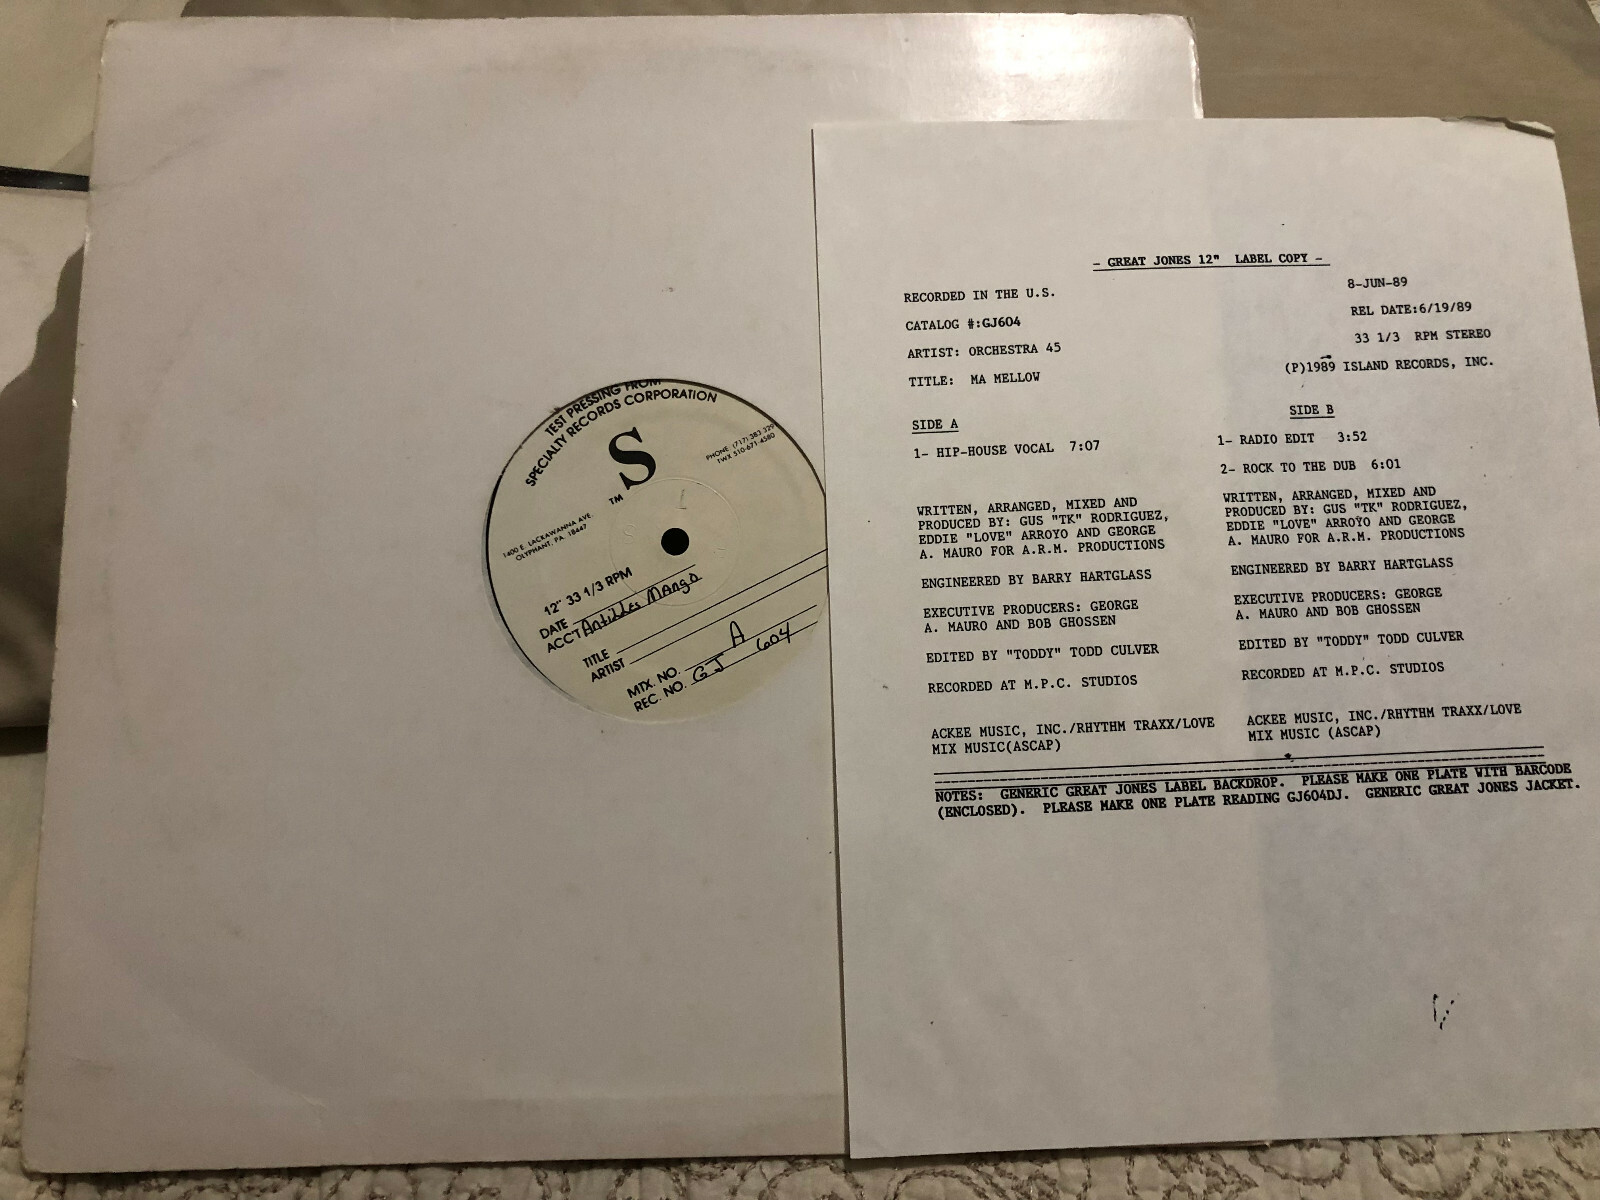 TEST PRESSING FROM
SPECIALTY RECORDS CORPORATION
S
TM
PHONE: (717) 383-329
TWX 510-671-4580
1400 E. LACKAWANNA AVE.
OLYPHANT, PA. 18447
12" 33 1/3 RPM
DATE
ACC'T Antilles Mango
TITLE
ARTIST
MTX. NO. A
REC. NO. GJ 604
- GREAT JONES 12" LABEL COPY -
RECORDED IN THE U.S.
8-JUN-89
CATALOG #:GJ604
REL DATE:6/19/89
ARTIST: ORCHESTRA 45
33 1/3 RPM STEREO
TITLE: MA MELLOW
(P)1989 ISLAND RECORDS, INC.
SIDE A
1- HIP-HOUSE VOCAL 7:07
WRITTEN, ARRANGED, MIXED AND
PRODUCED BY: GUS "TK" RODRIGUEZ,
EDDIE "LOVE" ARROYO AND GEORGE
A. MAURO FOR A.R.M. PRODUCTIONS
ENGINEERED BY BARRY HARTGLASS
EXECUTIVE PRODUCERS: GEORGE
A. MAURO AND BOB GHOSSEN
EDITED BY "TODDY" TODD CULVER
RECORDED AT M.P.C. STUDIOS
ACKEE MUSIC, INC./RHYTHM TRAXX/LOVE
MIX MUSIC(ASCAP)
SIDE B
1- RADIO EDIT 3:52
2- ROCK TO THE DUB 6:01
WRITTEN, ARRANGED, MIXED AND
PRODUCED BY: GUS "TK" RODRIGUEZ,
EDDIE "LOVE" ARROYO AND GEORGE
A. MAURO FOR A.R.M. PRODUCTIONS
ENGINEERED BY BARRY HARTGLASS
EXECUTIVE PRODUCERS: GEORGE
A. MAURO AND BOB GHOSSEN
EDITED BY "TODDY" TODD CULVER
RECORDED AT M.P.C. STUDIOS
ACKEE MUSIC, INC./RHYTHM TRAXX/LOVE
MIX MUSIC (ASCAP)
NOTES: GENERIC GREAT JONES LABEL BACKDROP. PLEASE MAKE ONE PLATE WITH BARCODE
(ENCLOSED). PLEASE MAKE ONE PLATE READING GJ604DJ. GENERIC GREAT JONES JACKET.